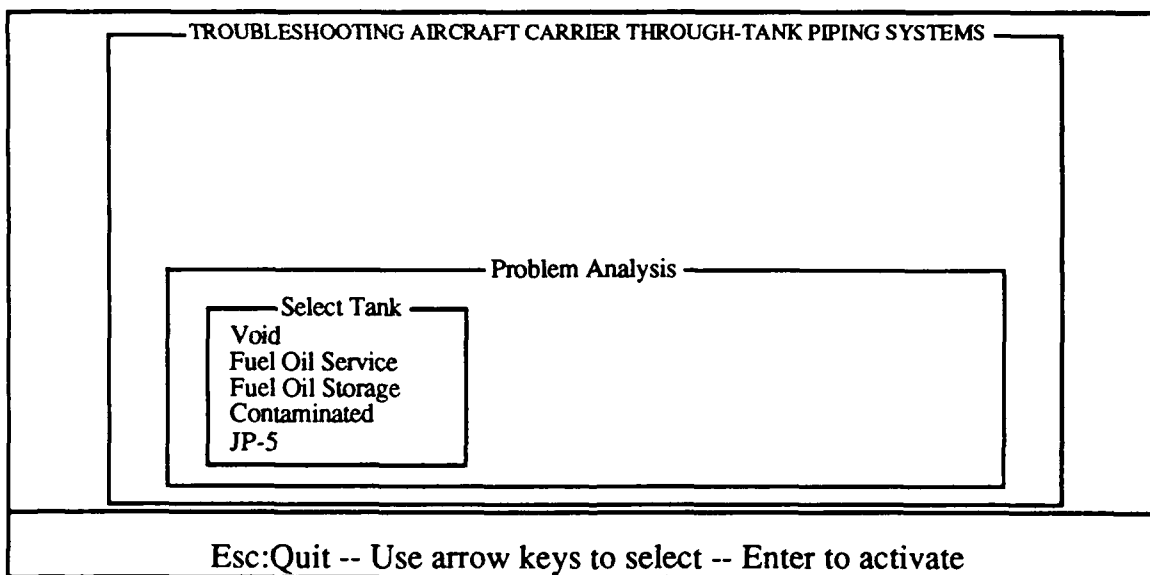 TROUBLESHOOTING AIRCRAFT CARRIER THROUGH-TANK PIPING SYSTEMS
Problem Analysis
Select Tank
Void
Fuel Oil Service
Fuel Oil Storage
Contaminated
JP-5
Esc:Quit -- Use arrow keys to select -- Enter to activate